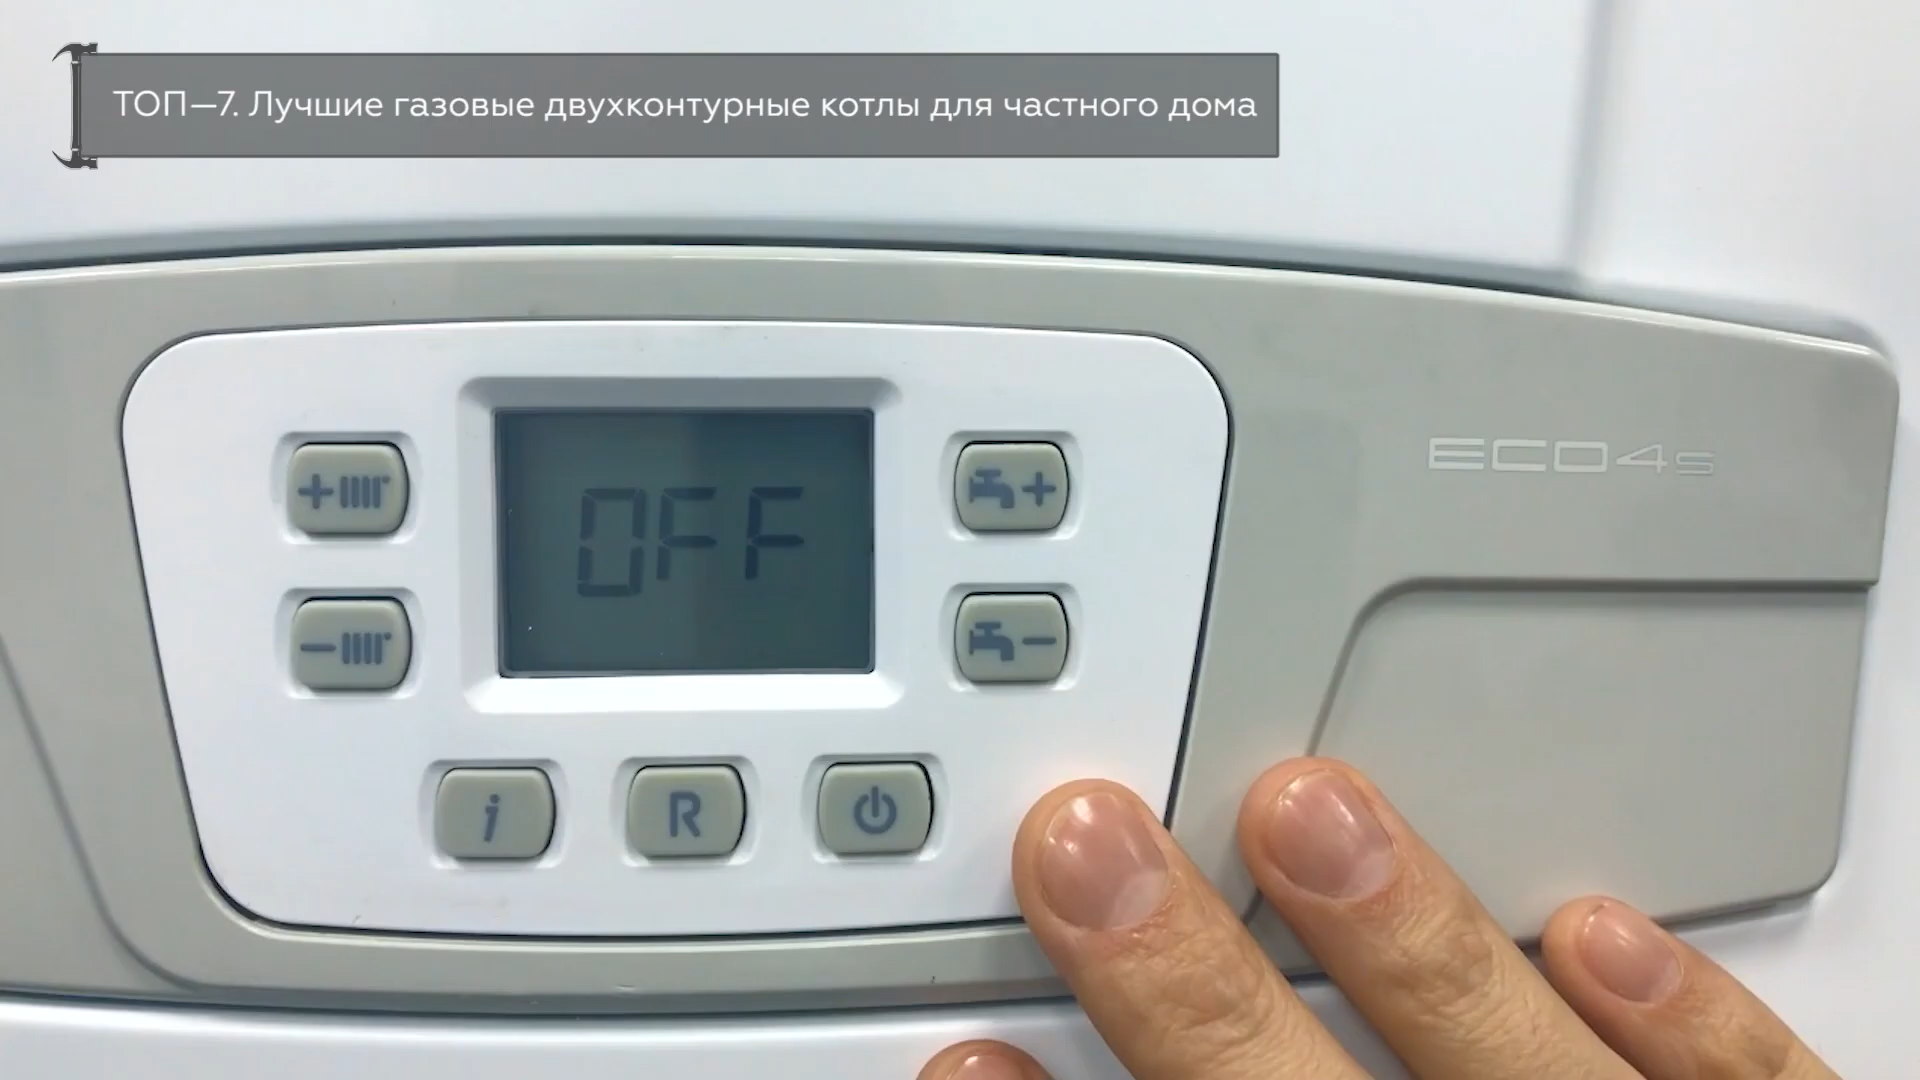 ТОП—7. Лучшие газовые двухконтурные котлы для частного дома
OFF
ECO4s
+
+
−
−
i
R